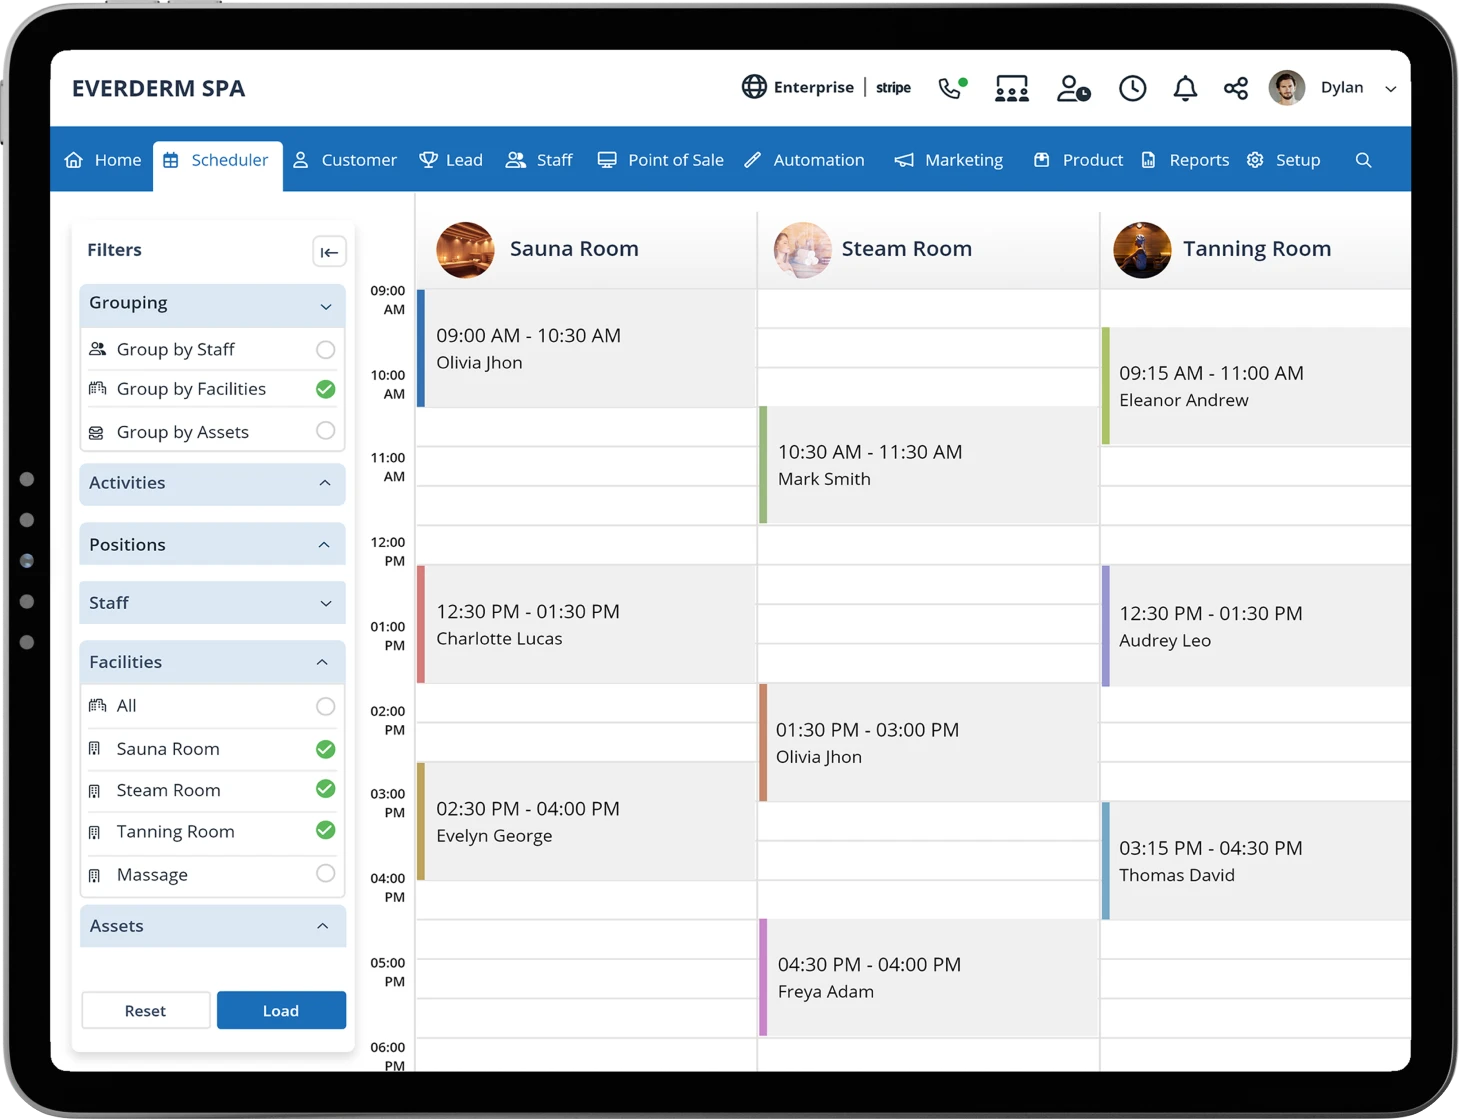 EVERDERM SPA
Enterprise | stripe
Dylan
Home
Scheduler
Customer
Lead
Staff
Point of Sale
Automation
Marketing
Product
Reports
Setup
Filters
Grouping
Group by Staff
Group by Facilities
Group by Assets
Activities
Positions
Staff
Facilities
All
Sauna Room
Steam Room
Tanning Room
Massage
Assets
Reset
Load
Sauna Room
Steam Room
Tanning Room
09:00
AM
10:00
AM
11:00
AM
12:00
PM
01:00
PM
02:00
PM
03:00
PM
04:00
PM
05:00
PM
06:00
PM
09:00 AM - 10:30 AM
Olivia Jhon
12:30 PM - 01:30 PM
Charlotte Lucas
02:30 PM - 04:00 PM
Evelyn George
10:30 AM - 11:30 AM
Mark Smith
01:30 PM - 03:00 PM
Olivia Jhon
04:30 PM - 04:00 PM
Freya Adam
09:15 AM - 11:00 AM
Eleanor Andrew
12:30 PM - 01:30 PM
Audrey Leo
03:15 PM - 04:30 PM
Thomas David